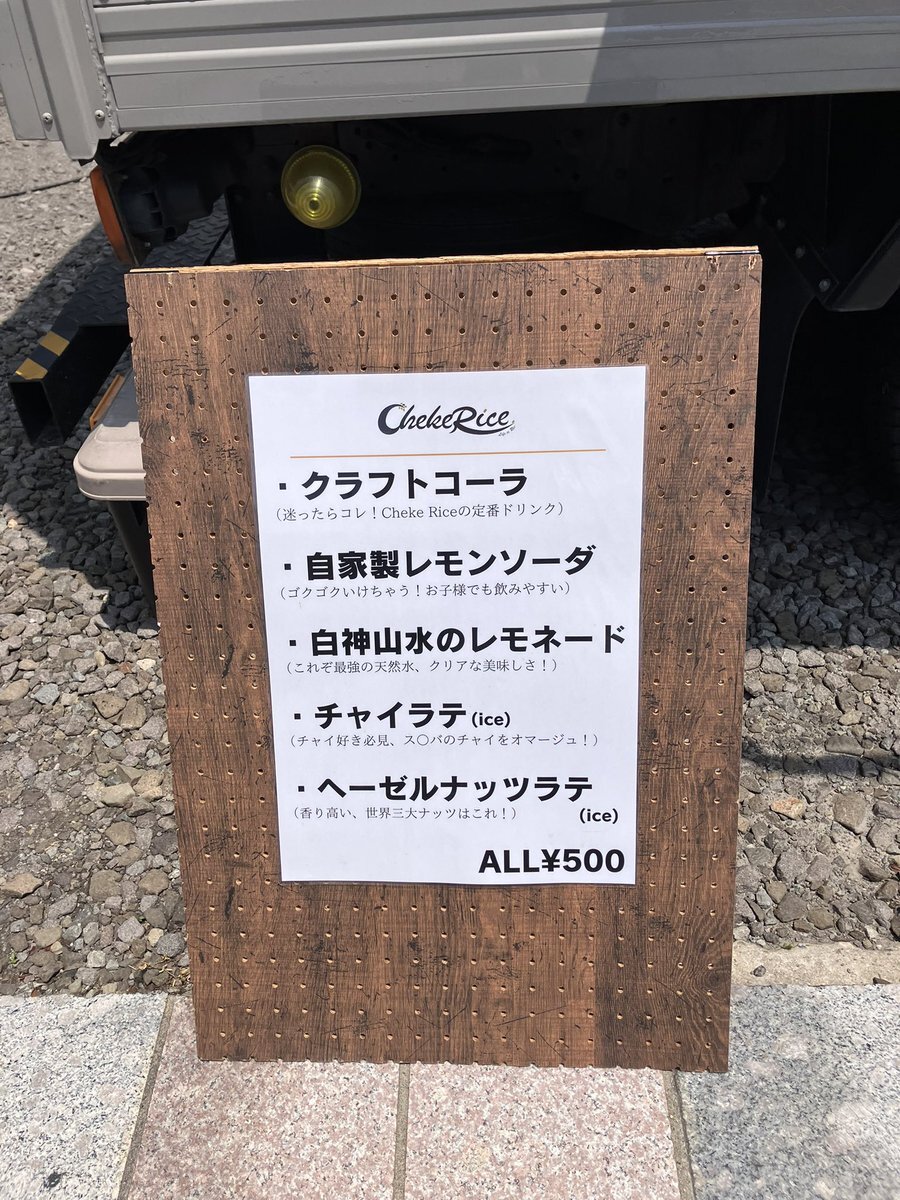 ChekeRice
・クラフトコーラ
（迷ったらコレ！Cheke Riceの定番ドリンク）
・自家製レモンソーダ
（ゴクゴクいけちゃう！お子様でも飲みやすい）
・白神山水のレモネード
（これぞ最強の天然水、クリアな美味しさ！）
・チャイラテ(ice)
（チャイ好き必見、ス〇バのチャイをオマージュ！）
・ヘーゼルナッツラテ
（香り高い、世界三大ナッツはこれ！） (ice)
ALL¥500